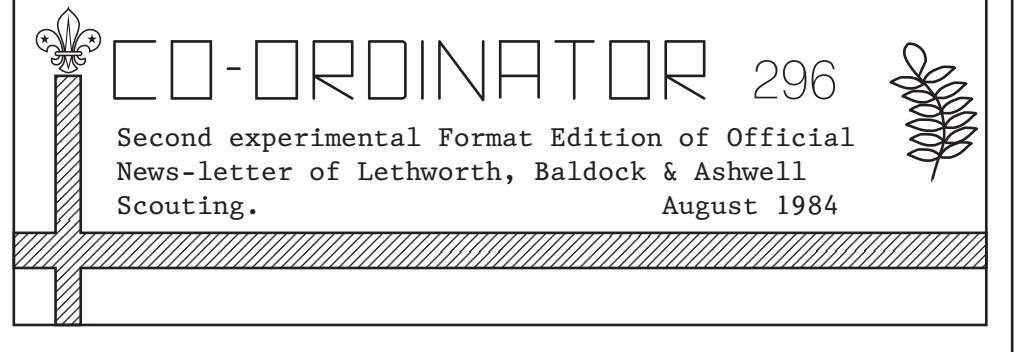 CO-ORDINATOR 296
Second experimental Format Edition of Official
News-letter of Lethworth, Baldock & Ashwell
Scouting. August 1984